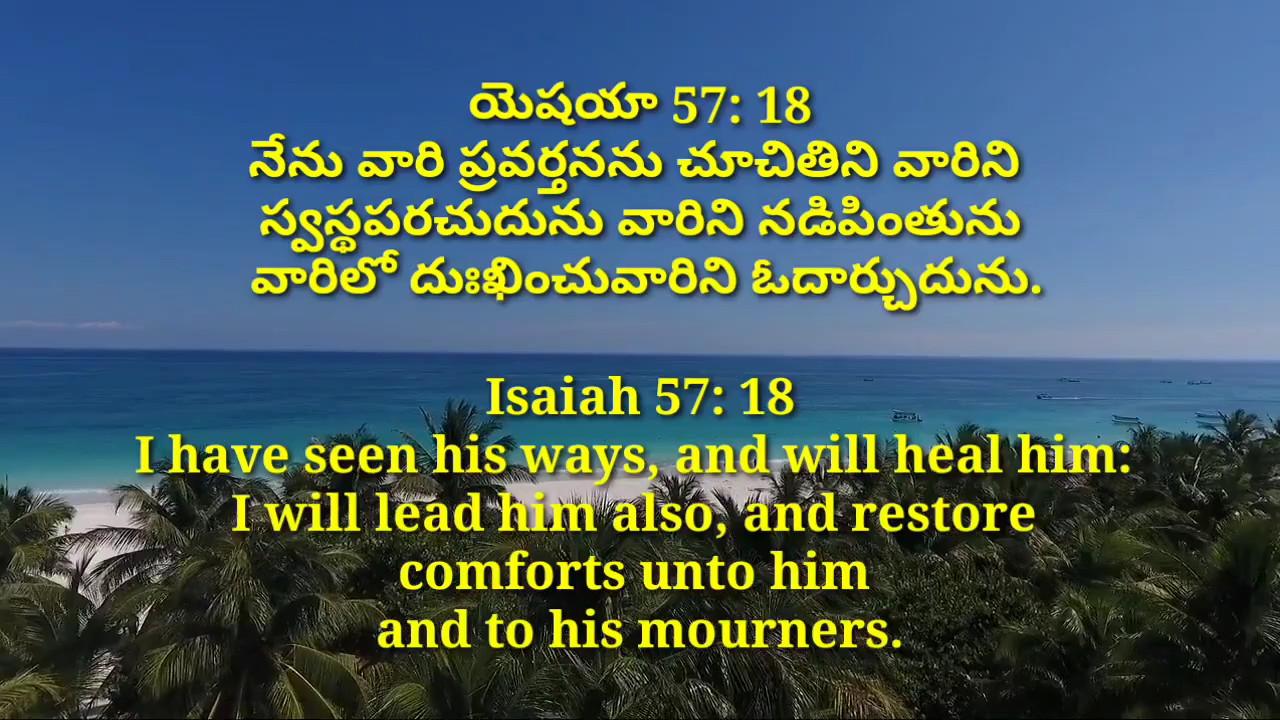 యెషయా 57: 18
నేను వారి ప్రవర్తనను చూచితిని వారిని
స్వస్థపరచుదును వారిని నడిపింతును
వారిలో దుఃఖించువారిని ఓదార్చుదును.
Isaiah 57: 18
I have seen his ways, and will heal him:
I will lead him also, and restore
comforts unto him
and to his mourners.